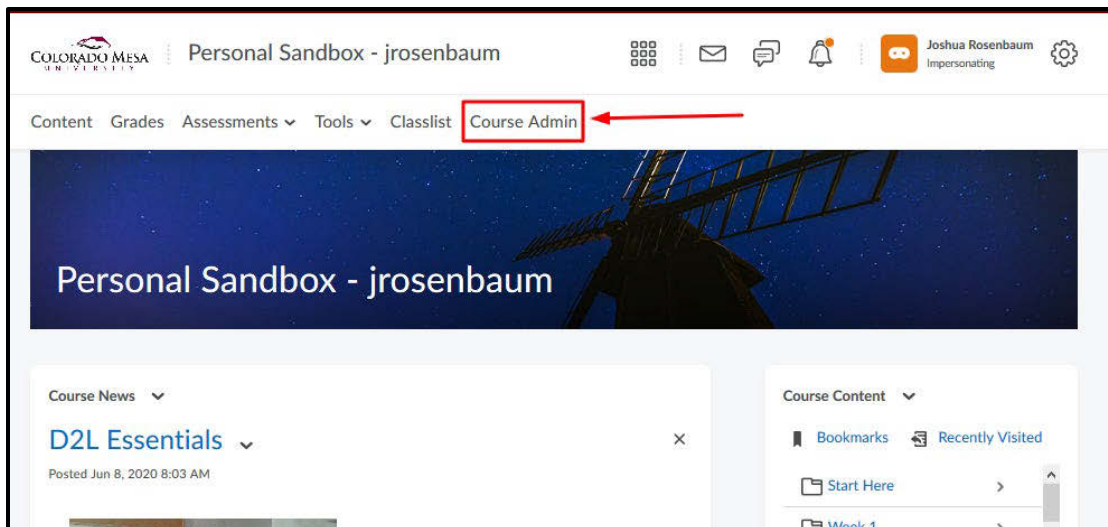 COLORADO MESA
UNIVERSITY
Personal Sandbox - jrosenbaum
Joshua Rosenbaum
Impersonating
Content Grades Assessments Tools Classlist Course Admin
Personal Sandbox - jrosenbaum
Course News
D2L Essentials
Posted Jun 8, 2020 8:03 AM
Course Content
Bookmarks Recently Visited
Start Here
Week 1